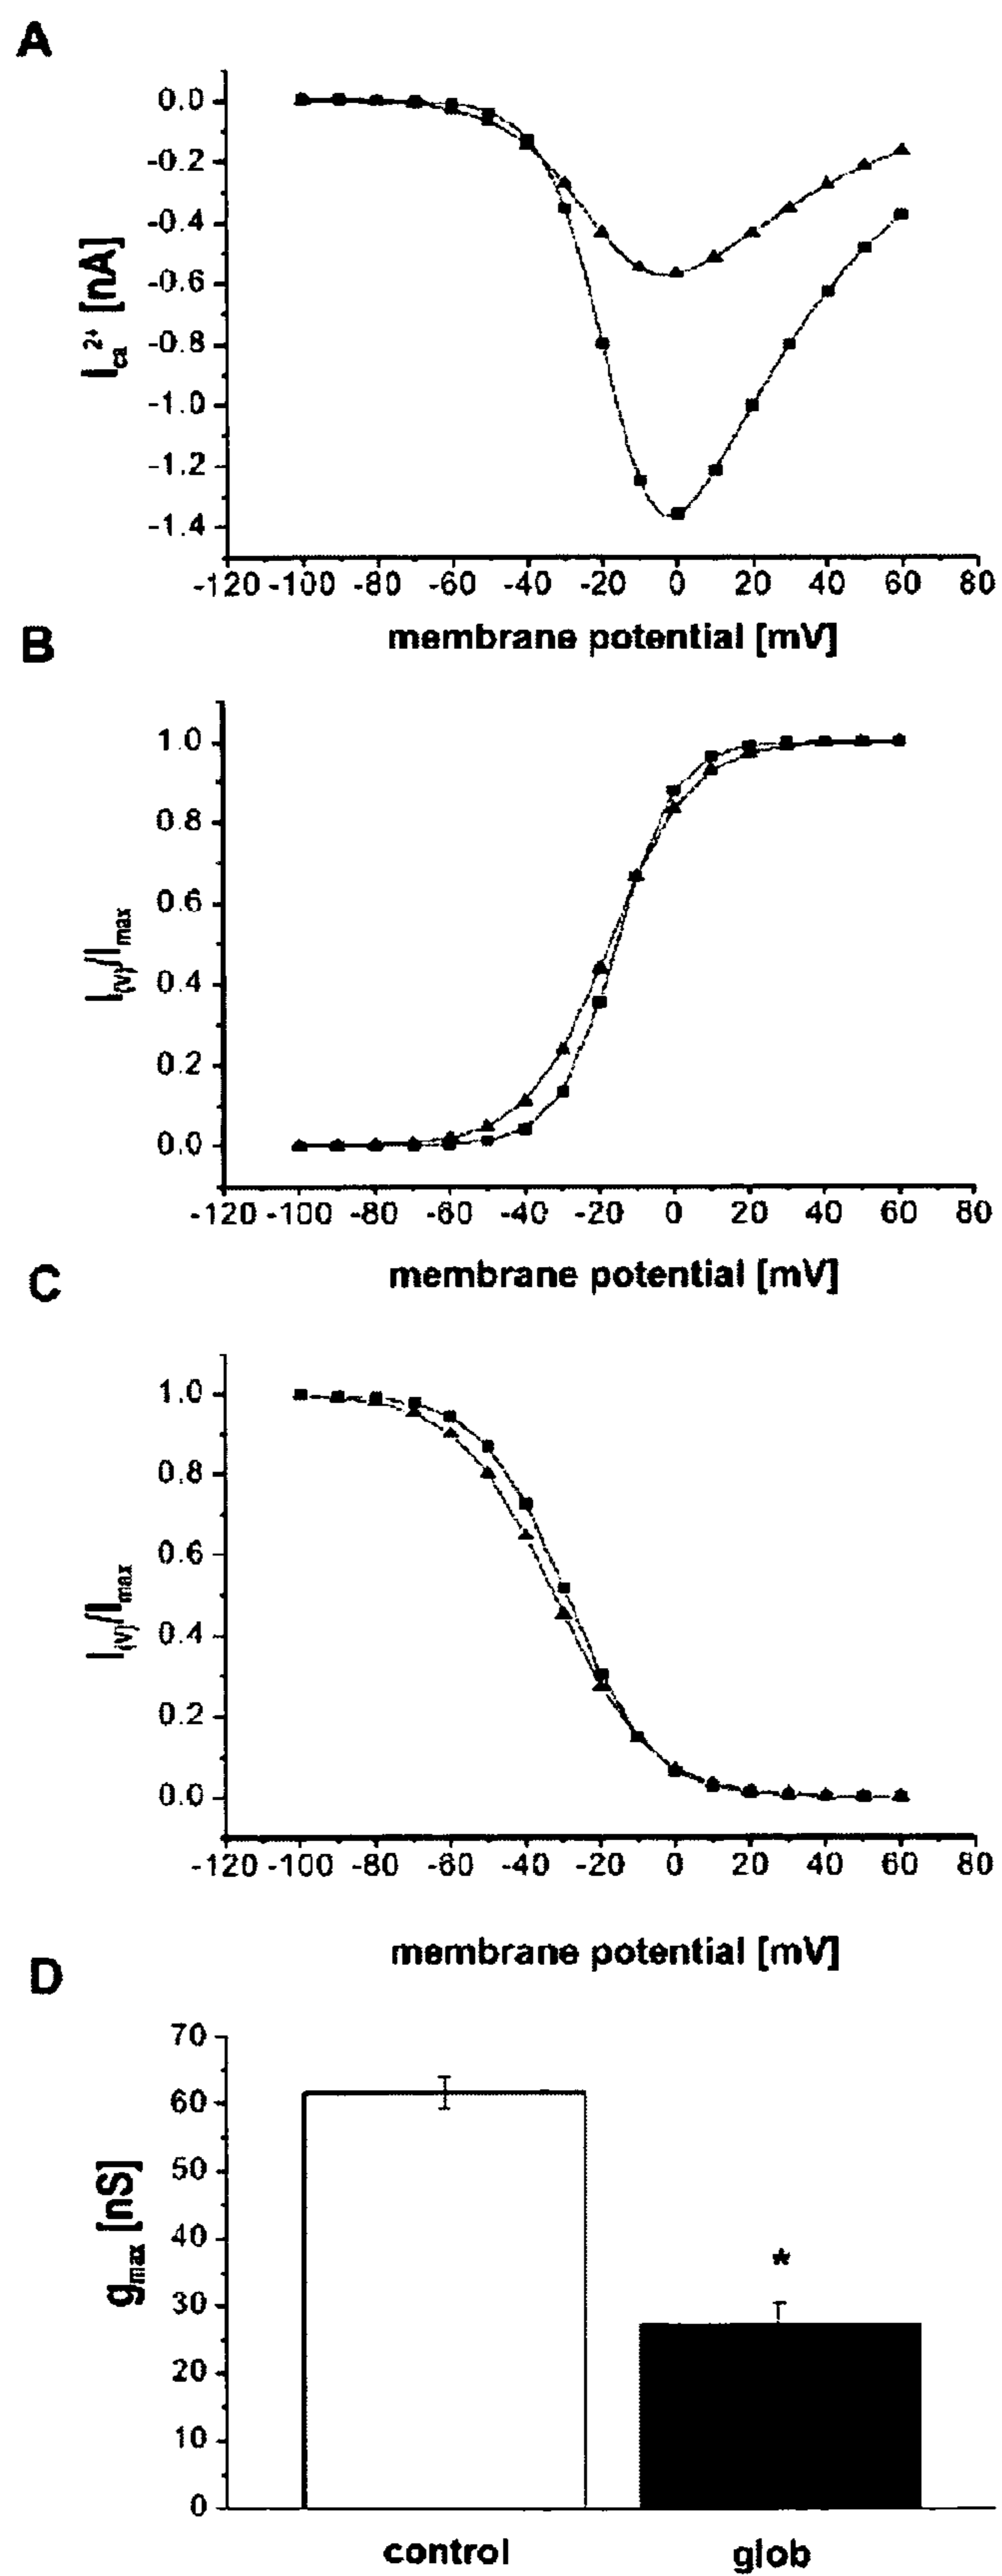 A
0.0
-0.2
-0.4
-0.6
-0.8
-1.0
-1.2
-1.4
I Ca 2+ [nA]
-120 -100 -80 -60 -40 -20 0 20 40 60 80
membrane potential [mV]
B
1.0
0.8
0.6
0.4
0.2
0.0
I(V)/Imax
-120 -100 -80 -60 -40 -20 0 20 40 60 80
membrane potential [mV]
C
1.0
0.8
0.6
0.4
0.2
0.0
I(V)/Imax
-120 -100 -80 -60 -40 -20 0 20 40 60 80
membrane potential [mV]
D
70
60
50
40
30
20
10
0
gmax [nS]
*
control glob